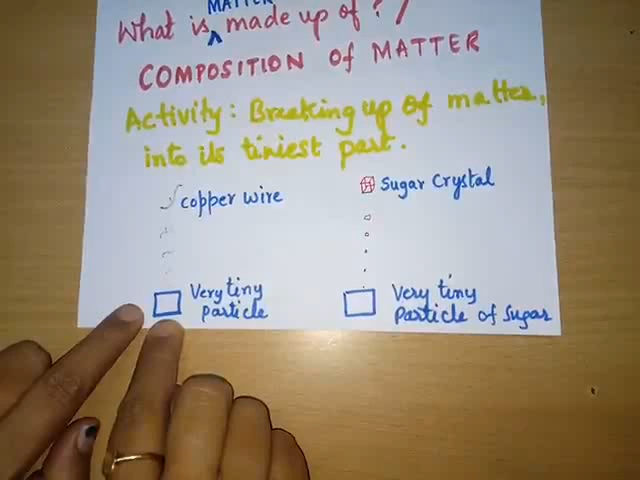 MATTER
What is ^ made up of? /
COMPOSITION of MATTER
Activity: Breaking up of matter,
into its tiniest part.
copper wire
Sugar Crystal
Very tiny
particle
Very tiny
Particle of Sugar